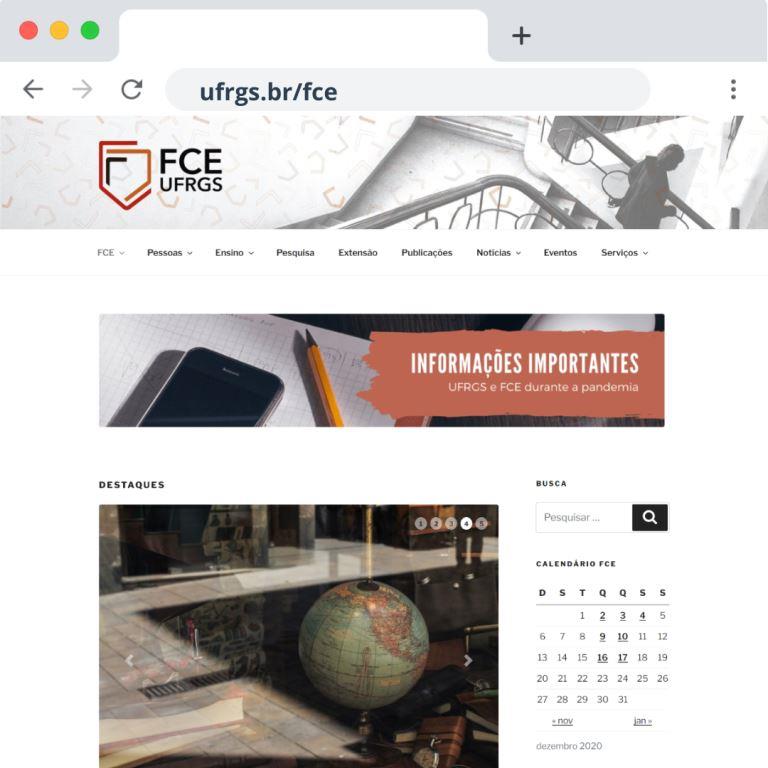 ufrgs.br/fce
FCE
UFRGS
FCE Pessoas Ensino Pesquisa Extensão Publicações Notícias Eventos Serviços
INFORMAÇÕES IMPORTANTES
UFRGS e FCE durante a pandemia
DESTAQUES
1 2 3 4 5
BUSCA
Pesquisar ...
CALENDÁRIO FCE
D S T Q Q S S
1 2 3 4 5
6 7 8 9 10 11 12
13 14 15 16 17 18 19
20 21 22 23 24 25 26
27 28 29 30 31
« nov jan »
dezembro 2020